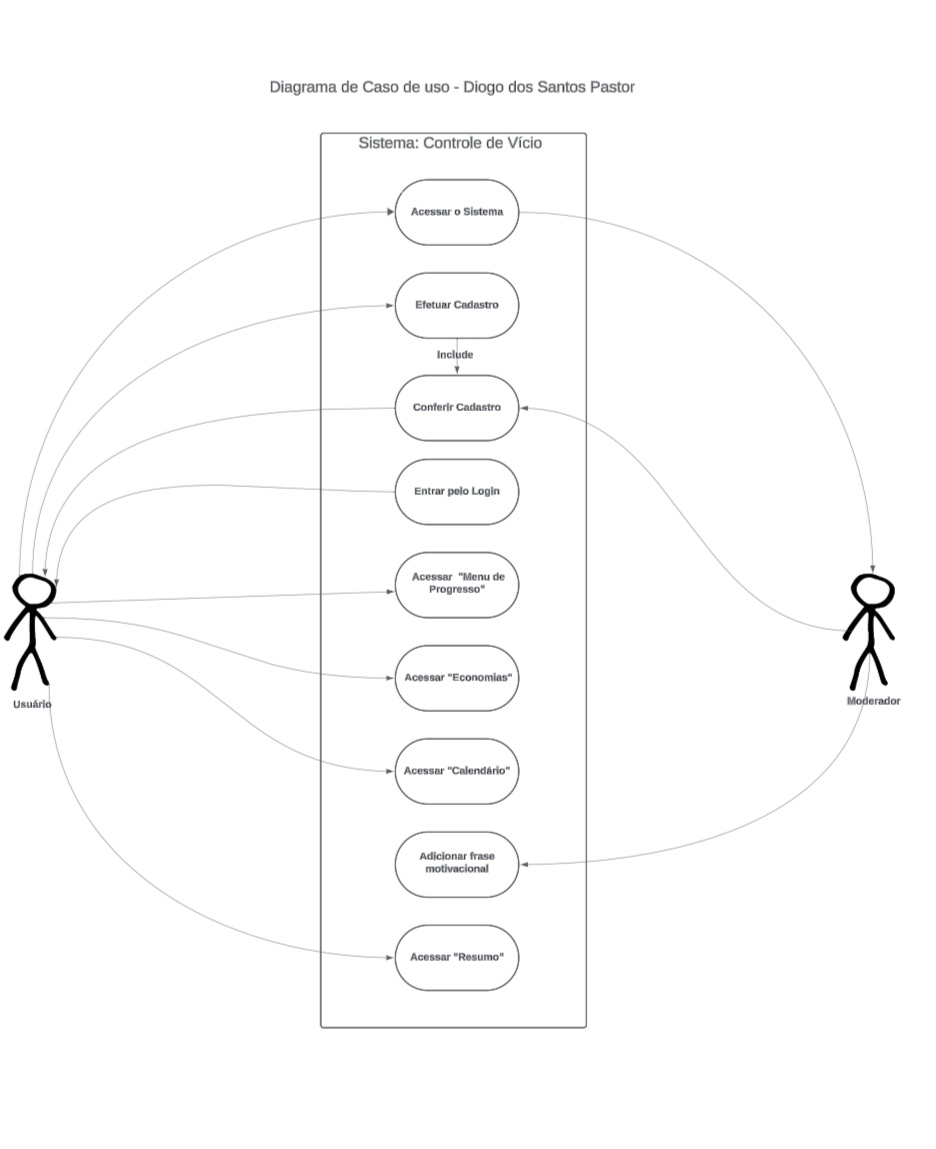 Diagrama de Caso de uso - Diogo dos Santos Pastor
Sistema: Controle de Vício
Acessar o Sistema
Efetuar Cadastro
Include
Conferir Cadastro
Entrar pelo Login
Acessar "Menu de
Progresso"
Acessar "Economias"
Usuário
Moderador
Acessar "Calendário"
Adicionar frase
motivacional
Acessar "Resumo"